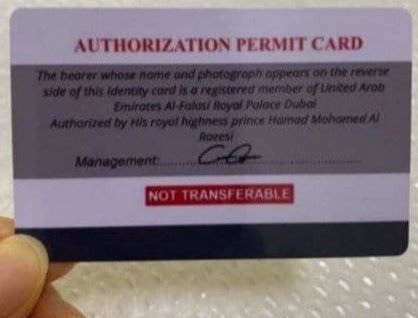 AUTHORIZATION PERMIT CARD
The bearer whose name and photograph appears on the reverse
side of this Identity card is a registered member of United Arab
Emirates Al-Falasi Royal Palace Dubai
Authorized by His royal highness prince Hamad Mohamed Al
Raeesi
Management:
NOT TRANSFERABLE